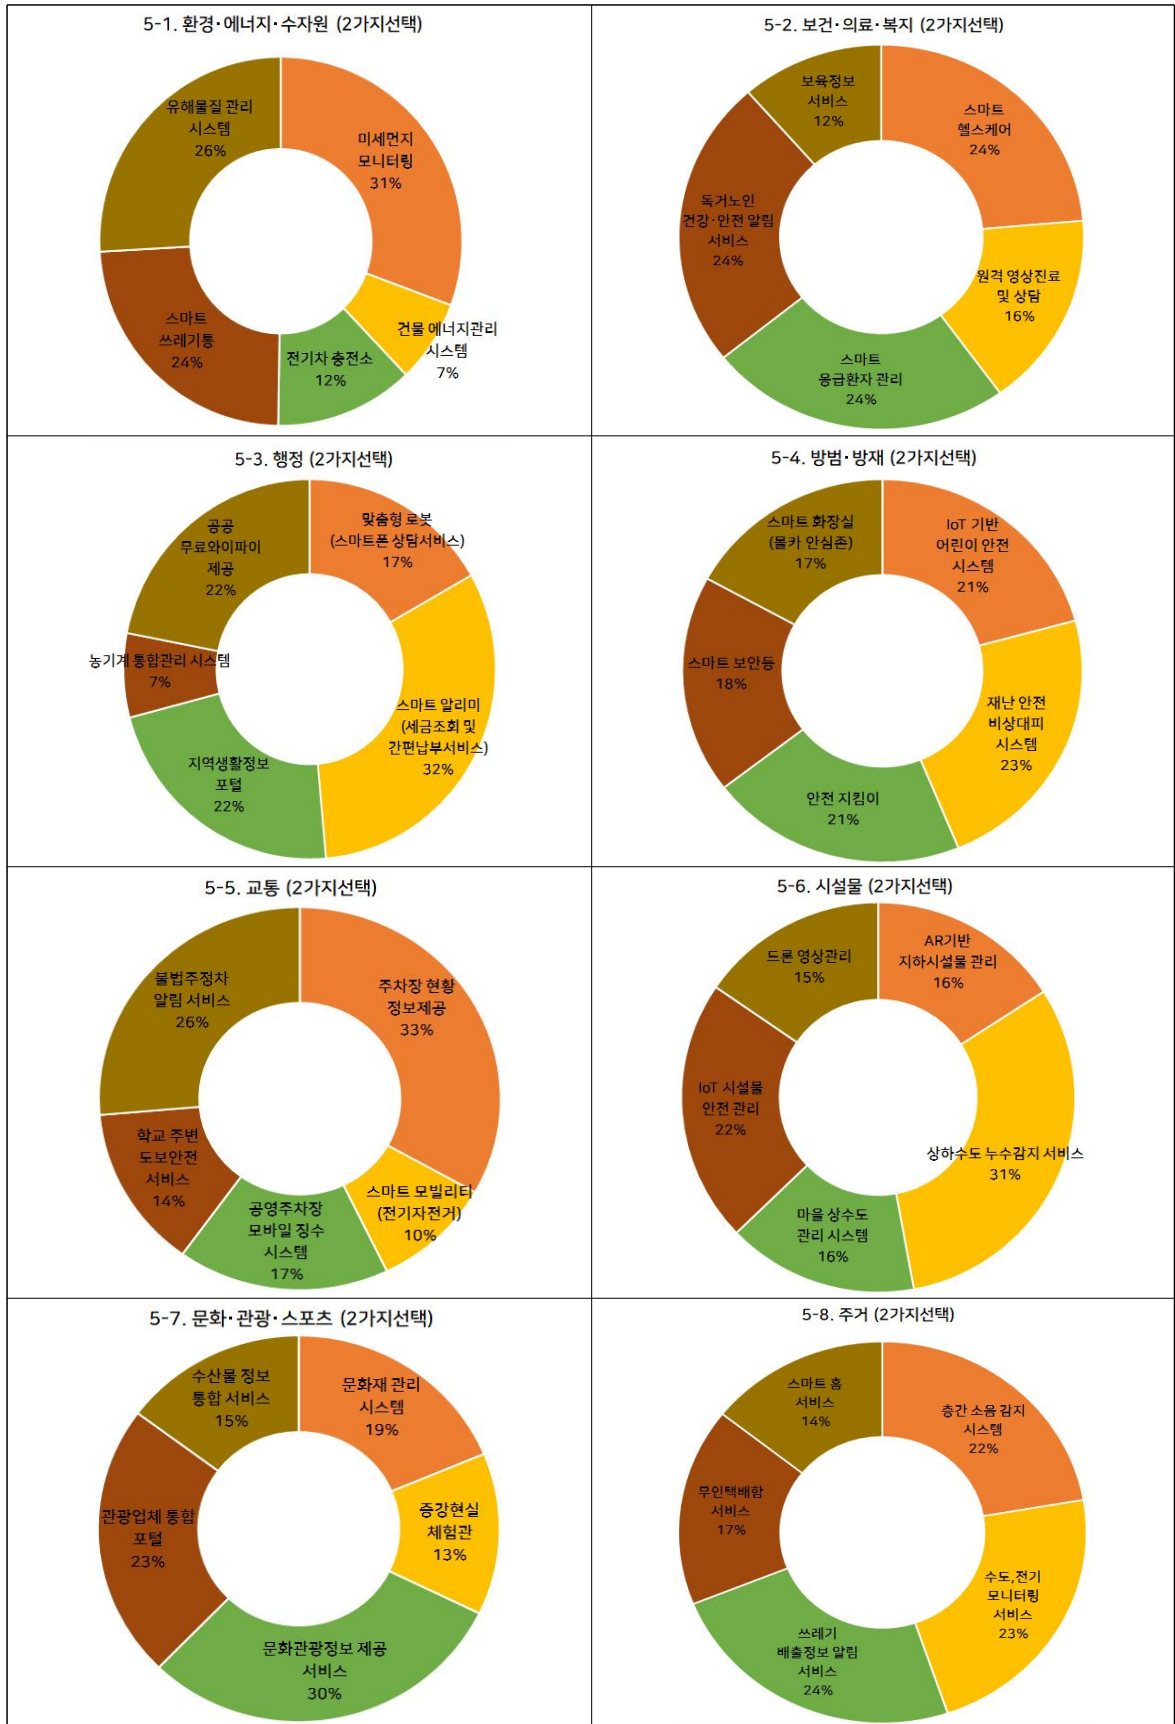 5-1. 환경·에너지·수자원 (2가지선택)
미세먼지
모니터링
31%
건물 에너지관리
시스템
7%
전기차 충전소
12%
스마트
쓰레기통
24%
유해물질 관리
시스템
26%
5-2. 보건·의료·복지 (2가지선택)
스마트
헬스케어
24%
원격 영상진료
및 상담
16%
스마트
응급환자 관리
24%
독거노인
건강·안전 알림
서비스
24%
보육정보
서비스
12%
5-3. 행정 (2가지선택)
맞춤형 로봇
(스마트폰 상담서비스)
17%
스마트 알리미
(세금조회 및
간편납부서비스)
32%
지역생활정보
포털
22%
농기계 통합관리 시스템
7%
공공
무료와이파이
제공
22%
5-4. 방범·방재 (2가지선택)
IoT 기반
어린이 안전
시스템
21%
재난 안전
비상대피
시스템
23%
안전 지킴이
21%
스마트 보안등
18%
스마트 화장실
(몰카 안심존)
17%
5-5. 교통 (2가지선택)
주차장 현황
정보제공
33%
스마트 모빌리티
(전기자전거)
10%
공영주차장
모바일 징수
시스템
17%
학교 주변
도보안전
서비스
14%
불법주정차
알림 서비스
26%
5-6. 시설물 (2가지선택)
AR기반
지하시설물 관리
16%
상하수도 누수감지 서비스
31%
마을 상수도
관리 시스템
16%
IoT 시설물
안전 관리
22%
드론 영상관리
15%
5-7. 문화·관광·스포츠 (2가지선택)
문화재 관리
시스템
19%
증강현실
체험관
13%
문화관광정보 제공
서비스
30%
관광업체 통합
포털
23%
수산물 정보
통합 서비스
15%
5-8. 주거 (2가지선택)
층간 소음 감지
시스템
22%
수도,전기
모니터링
서비스
23%
쓰레기
배출정보 알림
서비스
24%
무인택배함
서비스
17%
스마트 홈
서비스
14%